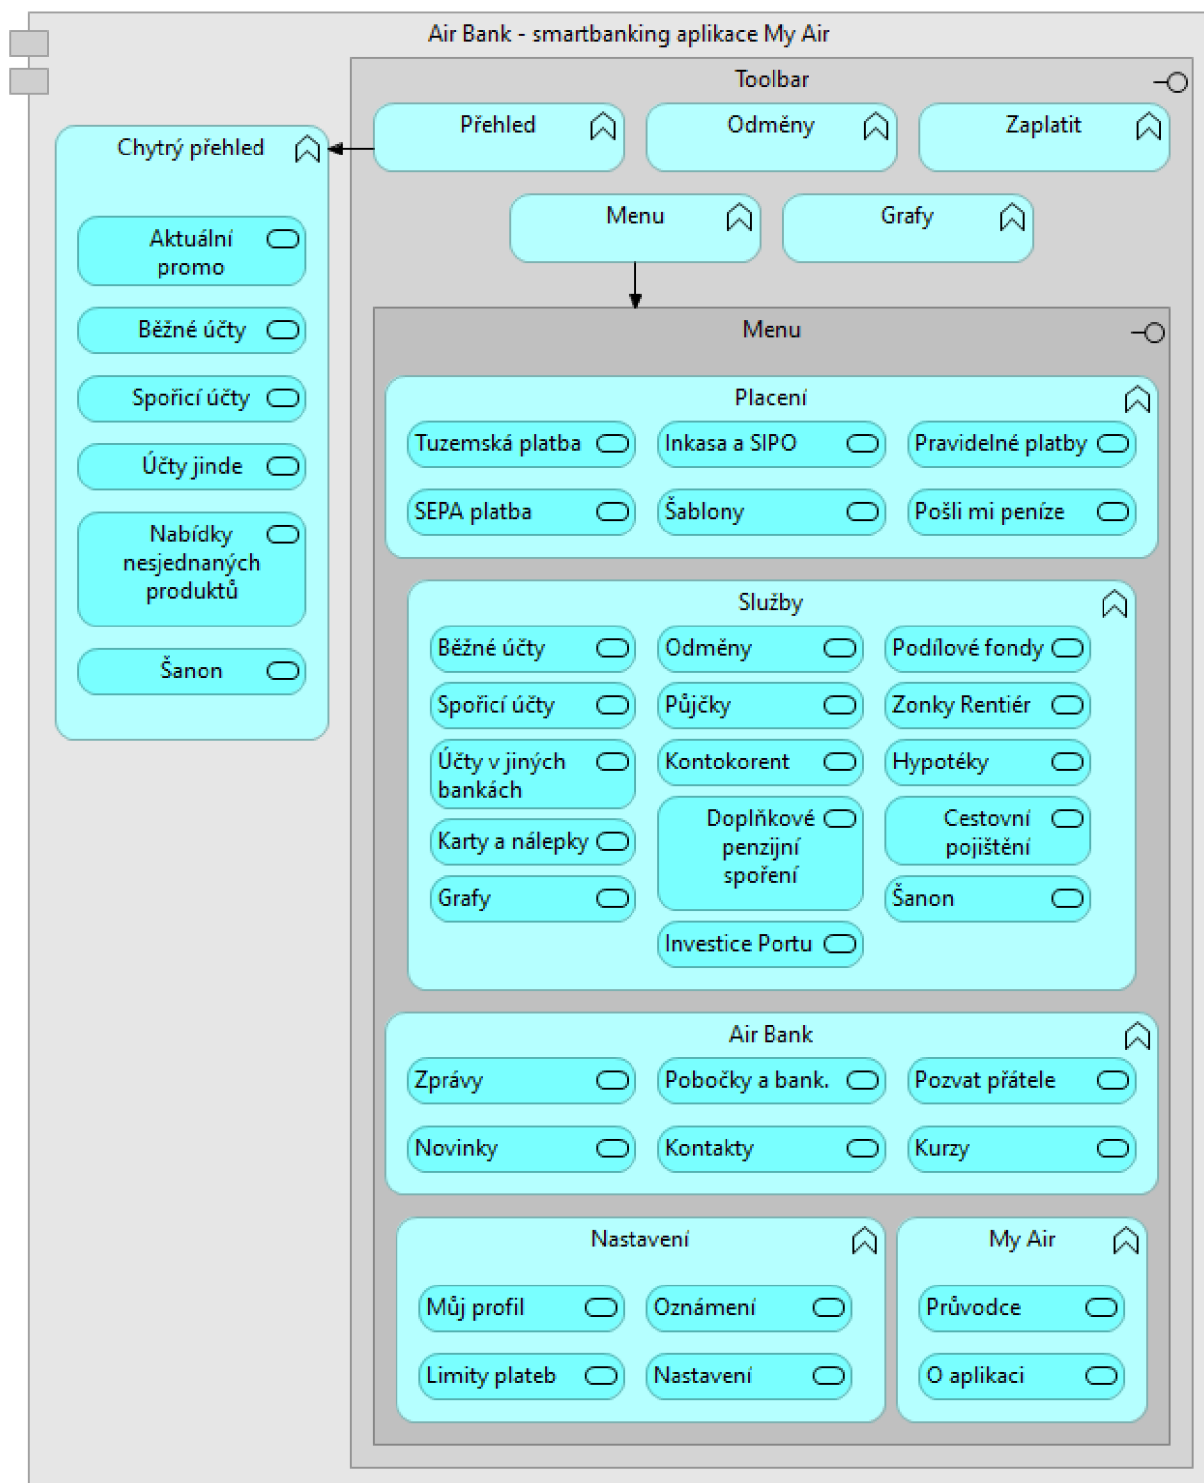 Air Bank - smartbanking aplikace My Air
Toolbar
Přehled
Odměny
Zaplatit
Menu
Grafy
Chytrý přehled
Aktuální
promo
Běžné účty
Spořicí účty
Účty jinde
Nabídky
nesjednaných
produktů
Šanon
Menu
Placení
Tuzemská platba
Inkasa a SIPO
Pravidelné platby
SEPA platba
Šablony
Pošli mi peníze
Služby
Běžné účty
Odměny
Podílové fondy
Spořicí účty
Půjčky
Zonky Rentiér
Účty v jiných
bankách
Kontokorent
Hypotéky
Karty a nálepky
Doplňkové
penzijní
spoření
Cestovní
pojištění
Grafy
Šanon
Investice Portu
Air Bank
Zprávy
Pobočky a bank.
Pozvat přátele
Novinky
Kontakty
Kurzy
Nastavení
Můj profil
Oznámení
Limity plateb
Nastavení
My Air
Průvodce
O aplikaci